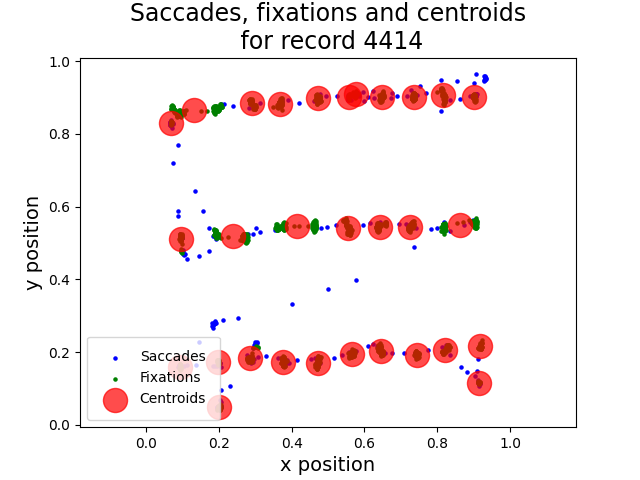 Saccades, fixations and centroids
for record 4414
1.0
0.8
0.6
0.4
0.2
0.0
y position
Saccades
Fixations
Centroids
0.0 0.2 0.4 0.6 0.8 1.0
x position